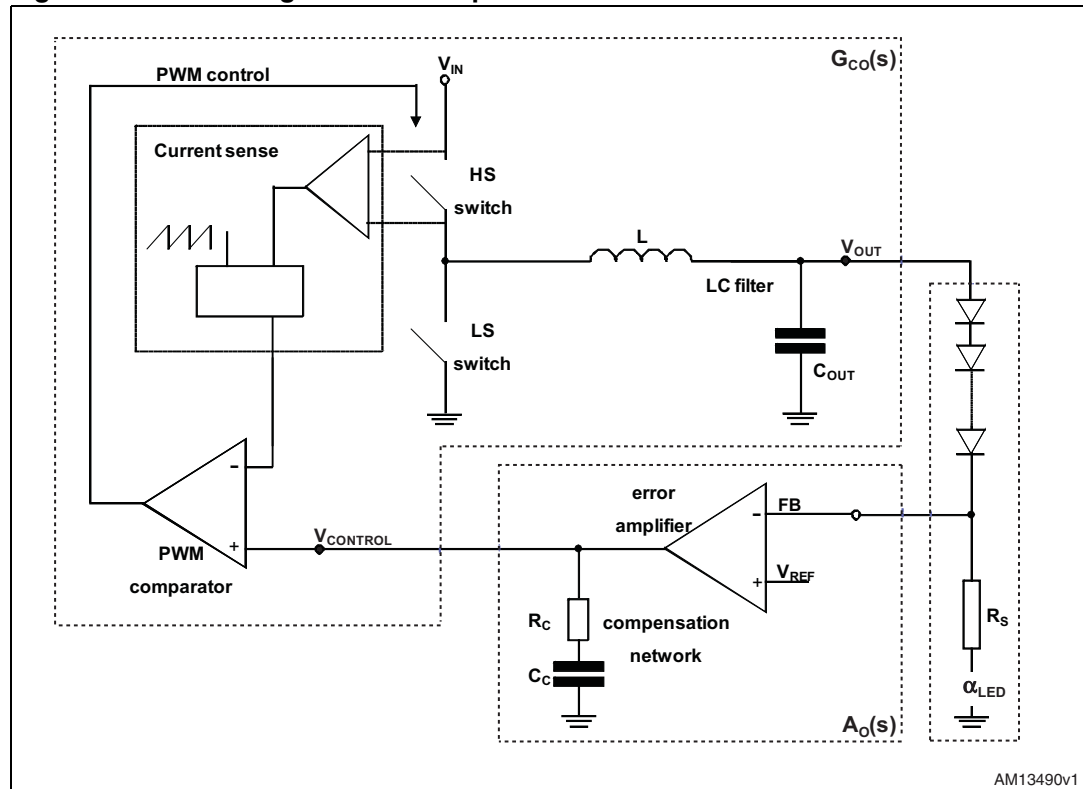 G_CO(s)
V_IN
PWM control
Current sense
HS
switch
L
V_OUT
LC filter
LS
switch
C_OUT
error
amplifier
FB
-
V_REF
+
-
+
PWM
comparator
V_CONTROL
R_C
compensation
network
C_C
R_S
α_LED
A_O(s)
AM13490v1